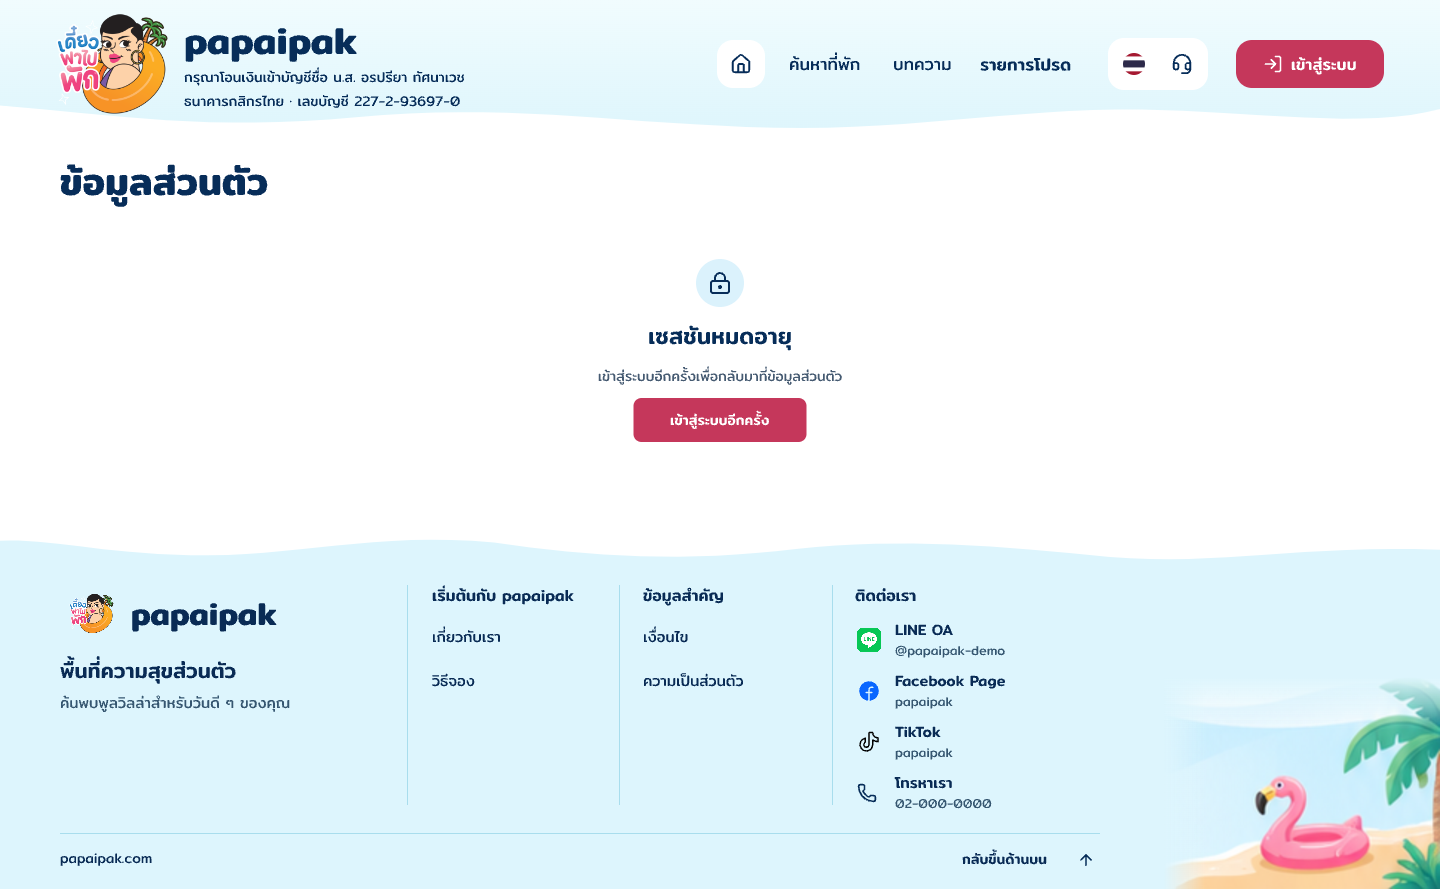 เดี๋ยว
พาไป
พัก
papaipak
กรุณาโอนเงินเข้าบัญชีชื่อ น.ส. อรปรียา ทัศนาเวช
ธนาคารกสิกรไทย · เลขบัญชี 227-2-93697-0
ค้นหาที่พัก
บทความ
รายการโปรด
เข้าสู่ระบบ
ข้อมูลส่วนตัว
เซสชันหมดอายุ
เข้าสู่ระบบอีกครั้งเพื่อกลับมาที่ข้อมูลส่วนตัว
เข้าสู่ระบบอีกครั้ง
เดี๋ยว
พาไป
พัก
papaipak
พื้นที่ความสุขส่วนตัว
ค้นพบพูลวิลล่าสำหรับวันดี ๆ ของคุณ
เริ่มต้นกับ papaipak
เกี่ยวกับเรา
วิธีจอง
ข้อมูลสำคัญ
เงื่อนไข
ความเป็นส่วนตัว
ติดต่อเรา
LINE
LINE OA
@papaipak-demo
Facebook Page
papaipak
TikTok
papaipak
โทรหาเรา
02-000-0000
papaipak.com
กลับขึ้นด้านบน